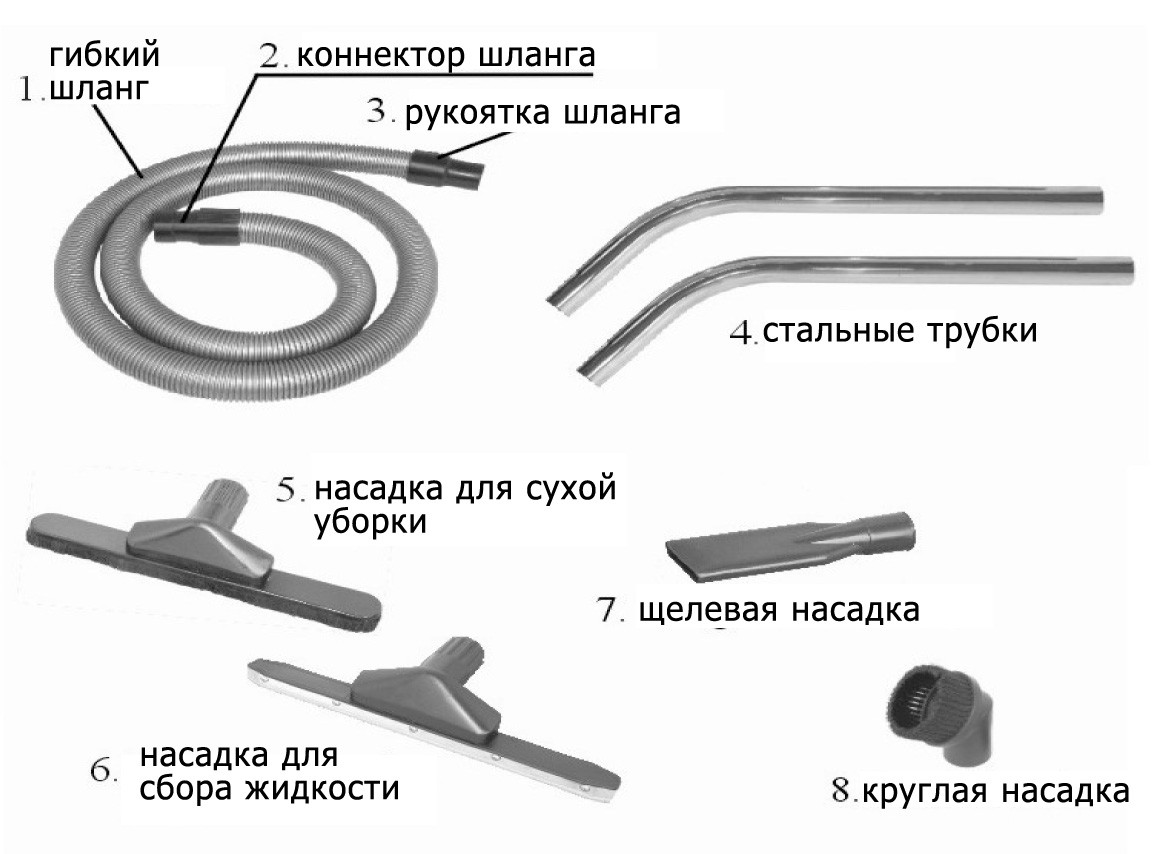 1. гибкий
шланг
2. коннектор шланга
3. рукоятка шланга
4. стальные трубки
5. насадка для сухой
уборки
7. щелевая насадка
6. насадка для
сбора жидкости
8. круглая насадка